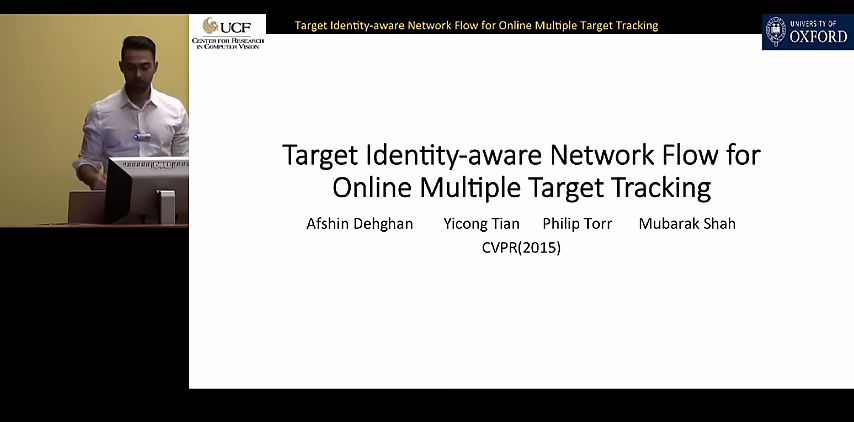 UCF
CENTER FOR RESEARCH
IN COMPUTER VISION
Target Identity-aware Network Flow for Online Multiple Target Tracking
UNIVERSITY OF
OXFORD
Target Identity-aware Network Flow for
Online Multiple Target Tracking
Afshin Dehghan Yicong Tian Philip Torr Mubarak Shah
CVPR(2015)